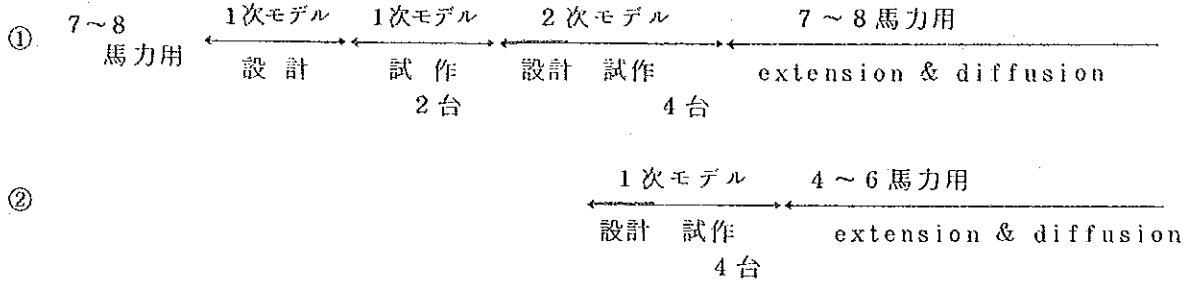 ① 7～8馬力用 1次モデル 1次モデル 2次モデル 7～8馬力用
設計 試作 設計 試作 extension & diffusion
2台 4台
② 1次モデル 4～6馬力用
設計 試作 extension & diffusion
4台